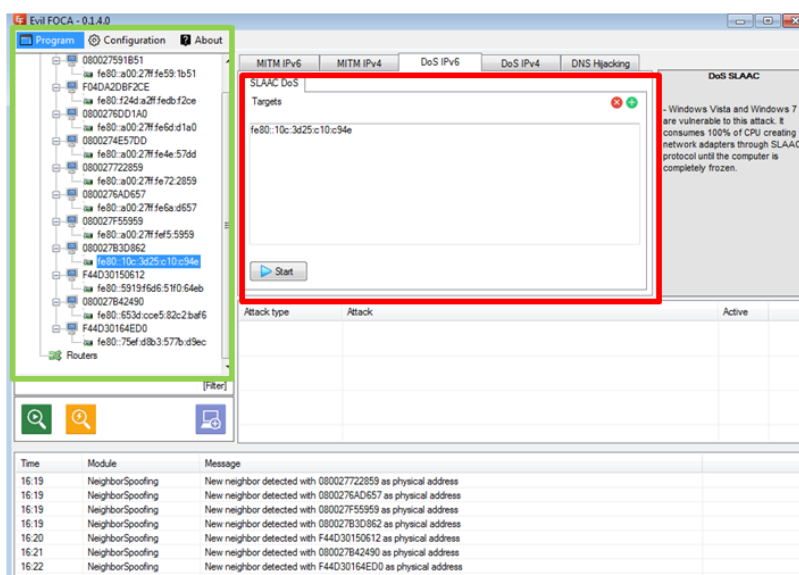 Evil FOCA - 0.1.4.0
Program Configuration About
080027591B51
fe80::a00:27ff:fe59:1b51
F04DA2DBF2CE
fe80::f24d:a2ff:fedb:f2ce
0800276DD1A0
fe80::a00:27ff:fe6d:d1a0
0800274E57DD
fe80::a00:27ff:fe4e:57dd
080027722859
fe80::a00:27ff:fe72:2859
0800276AD657
fe80::a00:27ff:fe6a:d657
080027F55959
fe80::a00:27ff:fef5:5959
080027B3D862
fe80::10c:3d25:c10:c94e
F44D30150612
fe80::5919:f6d6:51f0:64eb
080027B42490
fe80::653d:cce5:82c2:baf6
F44D30164ED0
fe80::75ef:d8b3:577b:d9ec
Routers
[Filter]
MITM IPv6 MITM IPv4 DoS IPv6 DoS IPv4 DNS Hijacking
SLAAC DoS
Targets
fe80::10c:3d25:c10:c94e
Start
DoS SLAAC
- Windows Vista and Windows 7
are vulnerable to this attack. It
consumes 100% of CPU creating
network adapters through SLAAC
protocol until the computer is
completely frozen.
Attack type Attack Active
Time Module Message
16:19 NeighborSpoofing New neighbor detected with 080027722859 as physical address
16:19 NeighborSpoofing New neighbor detected with 0800276AD657 as physical address
16:19 NeighborSpoofing New neighbor detected with 080027F55959 as physical address
16:19 NeighborSpoofing New neighbor detected with 080027B3D862 as physical address
16:20 NeighborSpoofing New neighbor detected with F44D30150612 as physical address
16:21 NeighborSpoofing New neighbor detected with 080027B42490 as physical address
16:22 NeighborSpoofing New neighbor detected with F44D30164ED0 as physical address